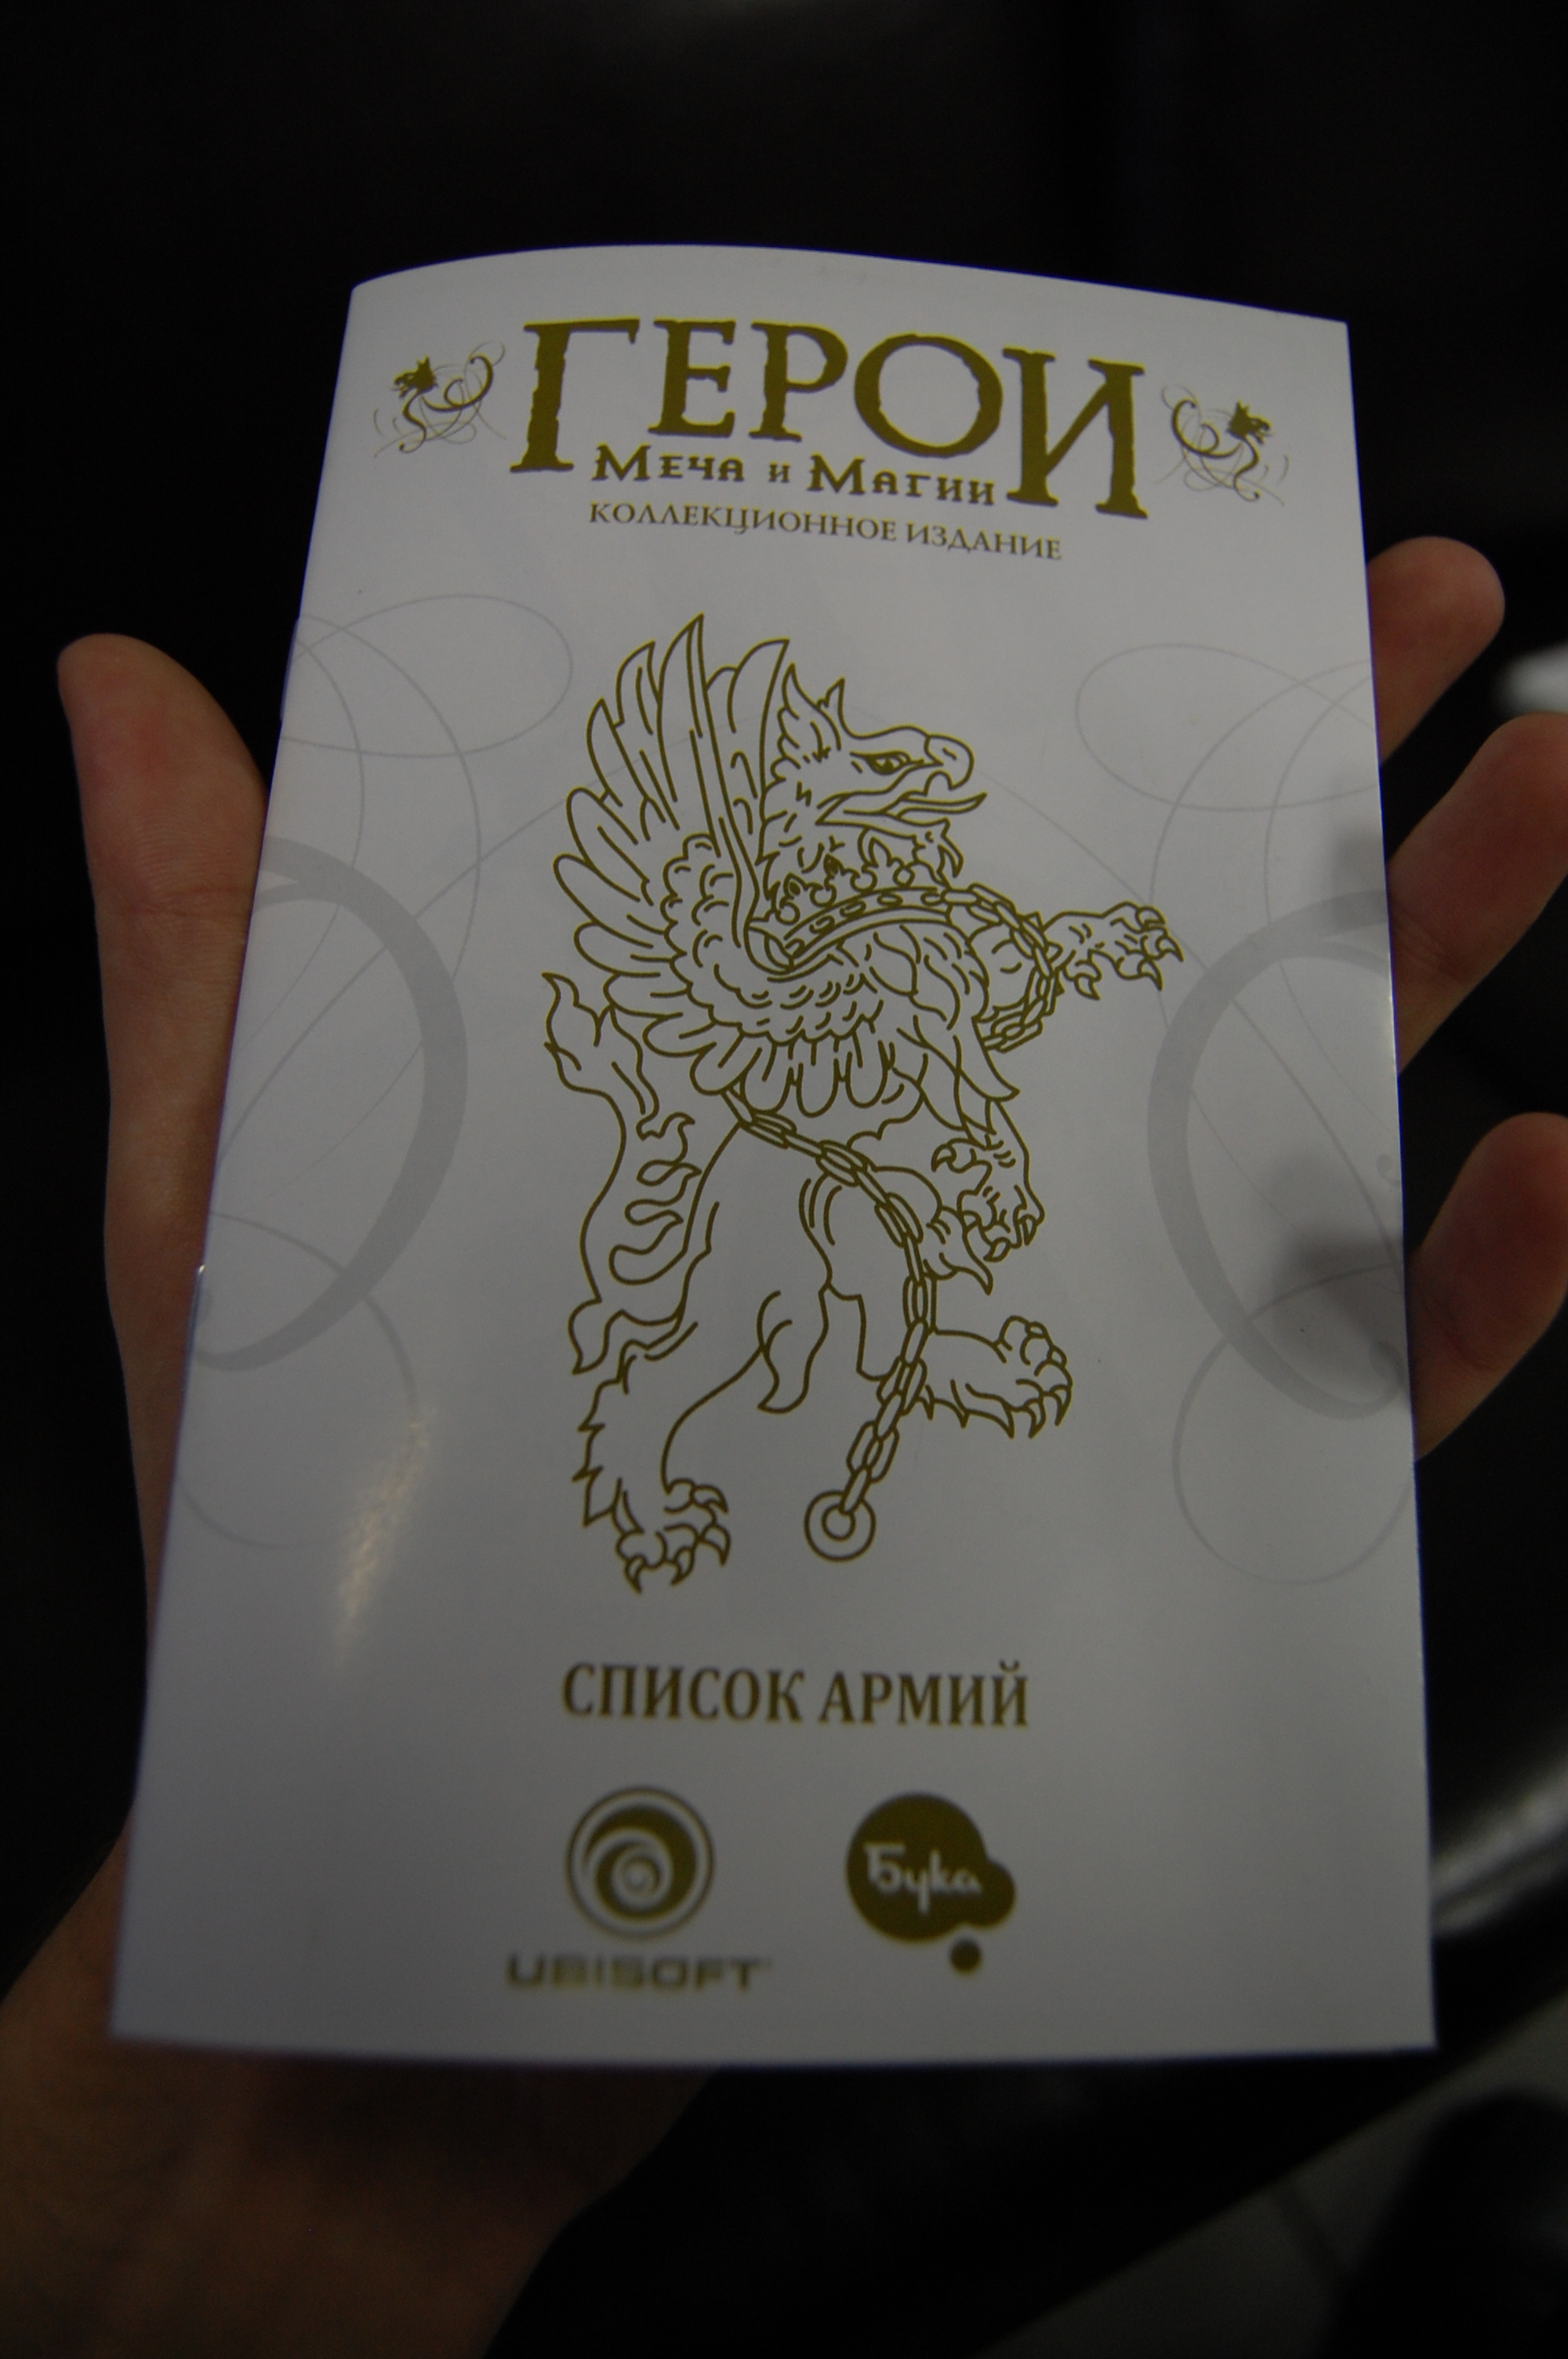 ГЕРОИ
Меча и Магии
КОЛЛЕКЦИОННОЕ ИЗДАНИЕ
СПИСОК АРМИЙ
UBISOFT
Бука